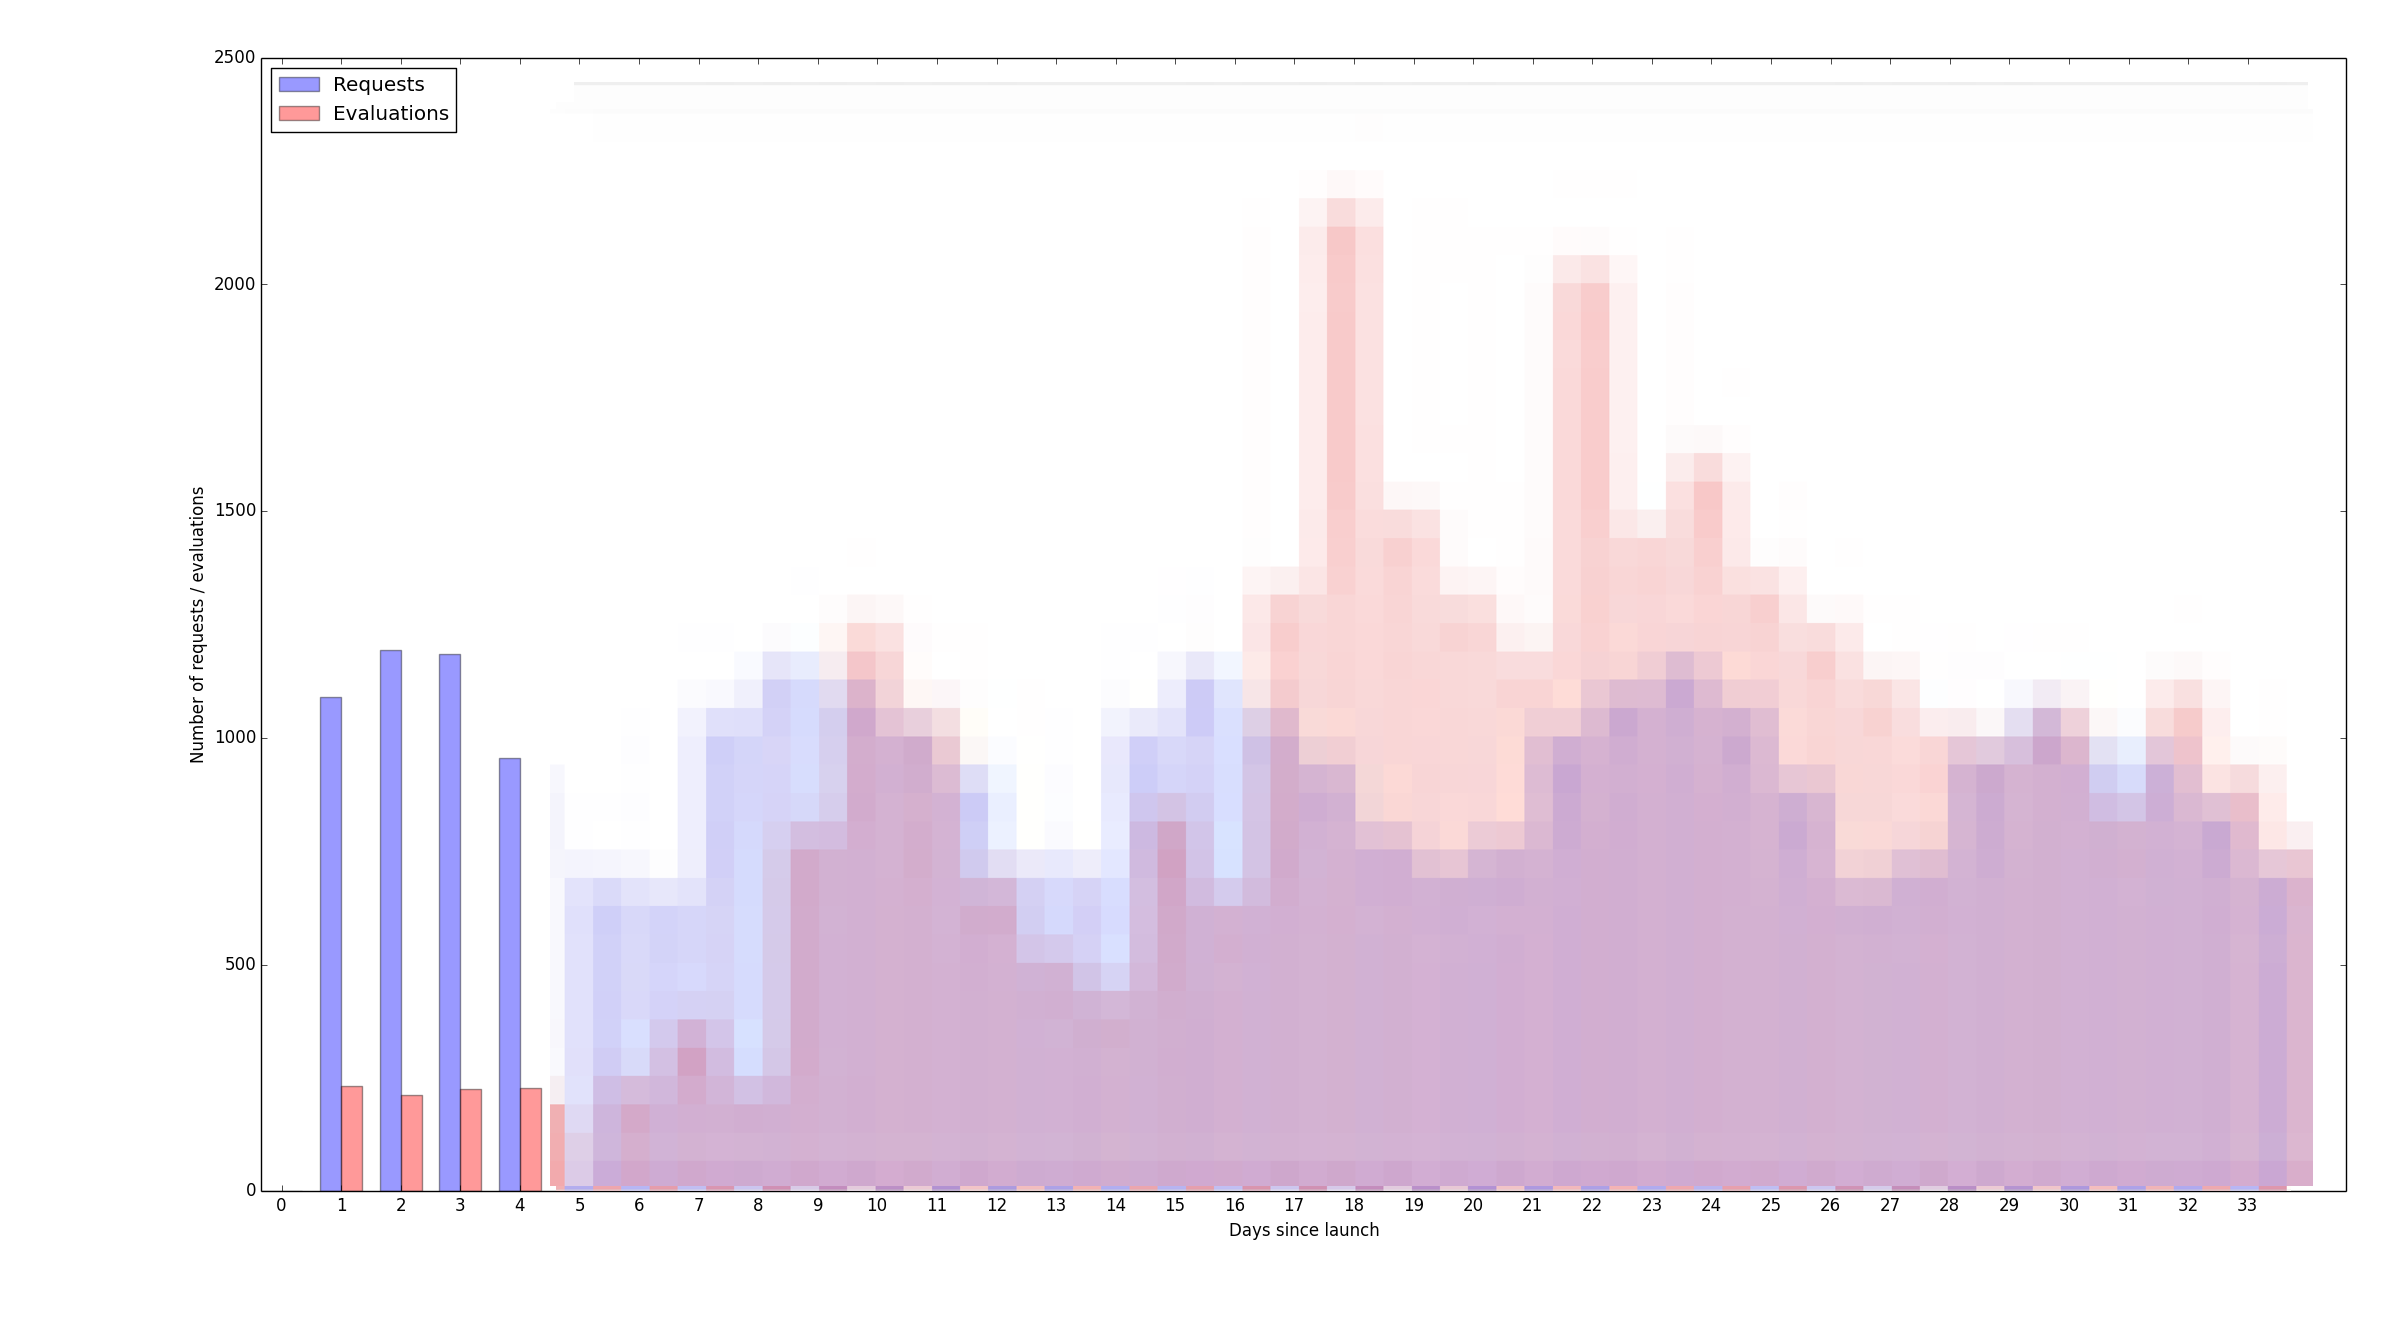 2500
2000
1500
1000
500
0
Requests
Evaluations
Number of requests / evaluations
0 1 2 3 4 5 6 7 8 9 10 11 12 13 14 15 16 17 18 19 20 21 22 23 24 25 26 27 28 29 30 31 32 33
Days since launch